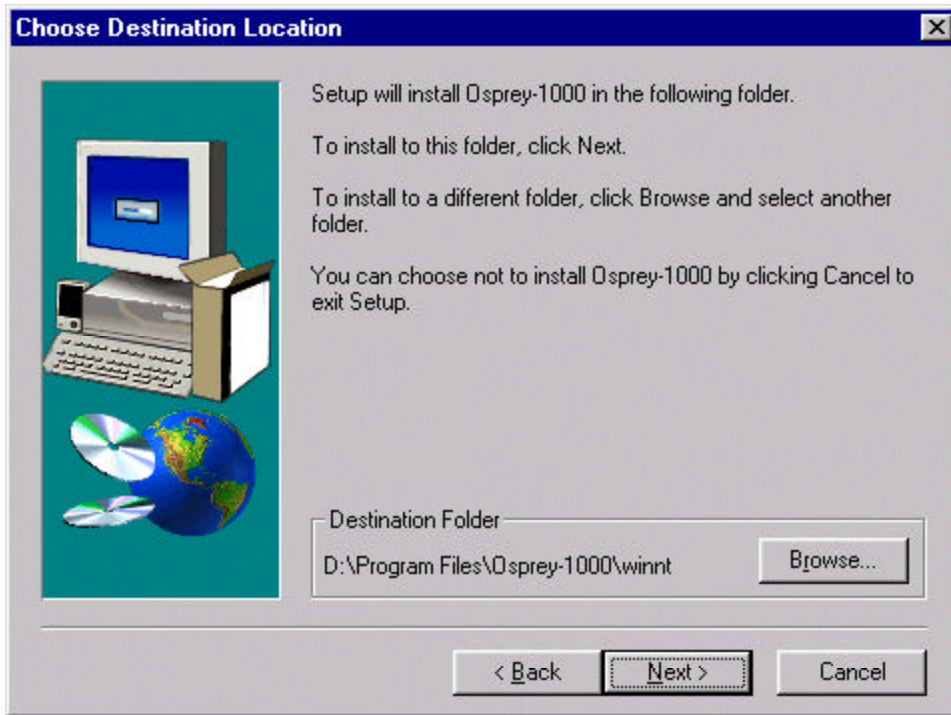 Choose Destination Location
Setup will install Osprey-1000 in the following folder.
To install to this folder, click Next.
To install to a different folder, click Browse and select another
folder.
You can choose not to install Osprey-1000 by clicking Cancel to
exit Setup.
Destination Folder
D:\Program Files\Osprey-1000\winnt
Browse...
< Back
Next >
Cancel